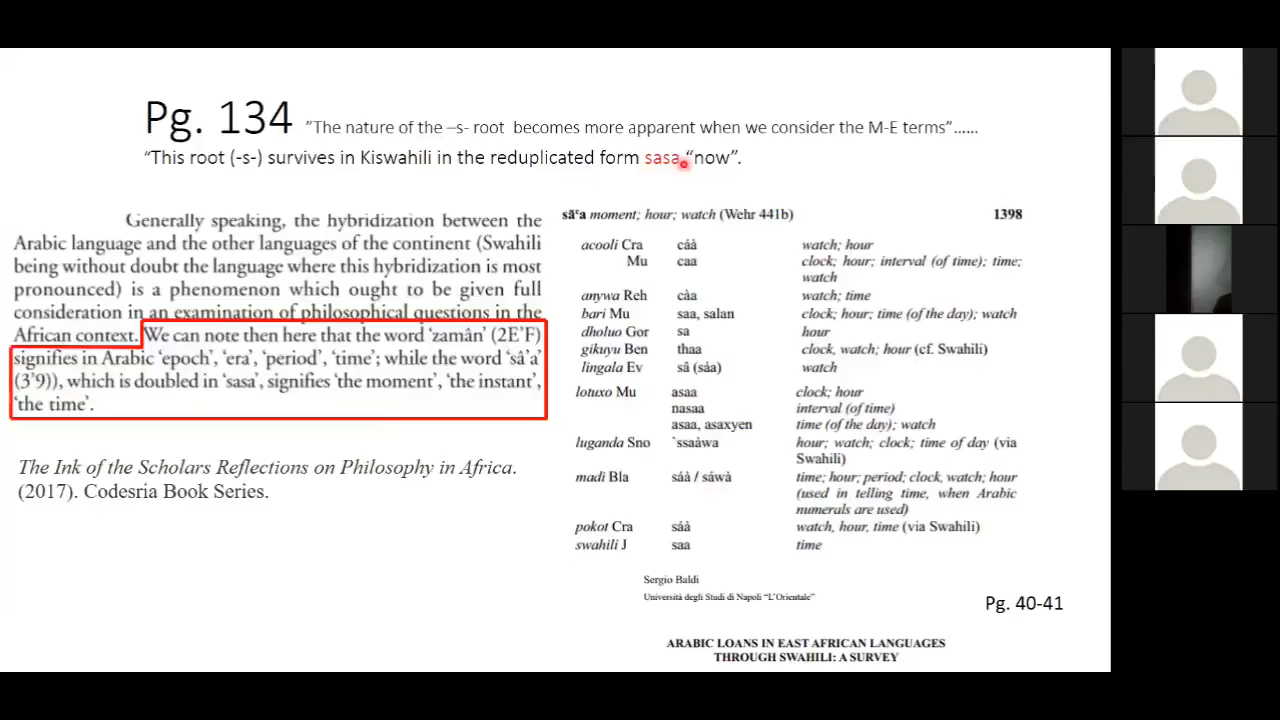 Pg. 134 ”The nature of the –s- root becomes more apparent when we consider the M-E terms”......
“This root (-s-) survives in Kiswahili in the reduplicated form sasa “now”.
Generally speaking, the hybridization between the
Arabic language and the other languages of the continent (Swahili
being without doubt the language where this hybridization is most
pronounced) is a phenomenon which ought to be given full
consideration in an examination of philosophical questions in the
African context. We can note then here that the word ‘zamân’ (2E’F)
signifies in Arabic ‘epoch’, ‘era’, ‘period’, ‘time’; while the word ‘sâ’a’
(3’9)), which is doubled in ‘sasa’, signifies ‘the moment’, ‘the instant’,
‘the time’.
The Ink of the Scholars Reflections on Philosophy in Africa.
(2017). Codesria Book Series.
sāʿa moment; hour; watch (Wehr 441b) 1398
acooli Cra cáà watch; hour
Mu caa clock; hour; interval (of time); time;
watch
anywa Reh càa watch; time
bari Mu saa, salan clock; hour; time (of the day); watch
dholuo Gor sa hour
gikuyu Ben thaa clock, watch; hour (cf. Swahili)
lingala Ev sâ (sáa) watch
lotuxo Mu asaa clock; hour
nasaa interval (of time)
asaa, asaxyen time (of the day); watch
luganda Sno `ssaàwa hour; watch; clock; time of day (via
Swahili)
madi Bla sáà / sáwà time; hour; period; clock, watch; hour
(used in telling time, when Arabic
numerals are used)
pokot Cra sáà watch, hour, time (via Swahili)
swahili J saa time
Sergio Baldi
Università degli Studi di Napoli “L’Orientale”
Pg. 40-41
ARABIC LOANS IN EAST AFRICAN LANGUAGES
THROUGH SWAHILI: A SURVEY